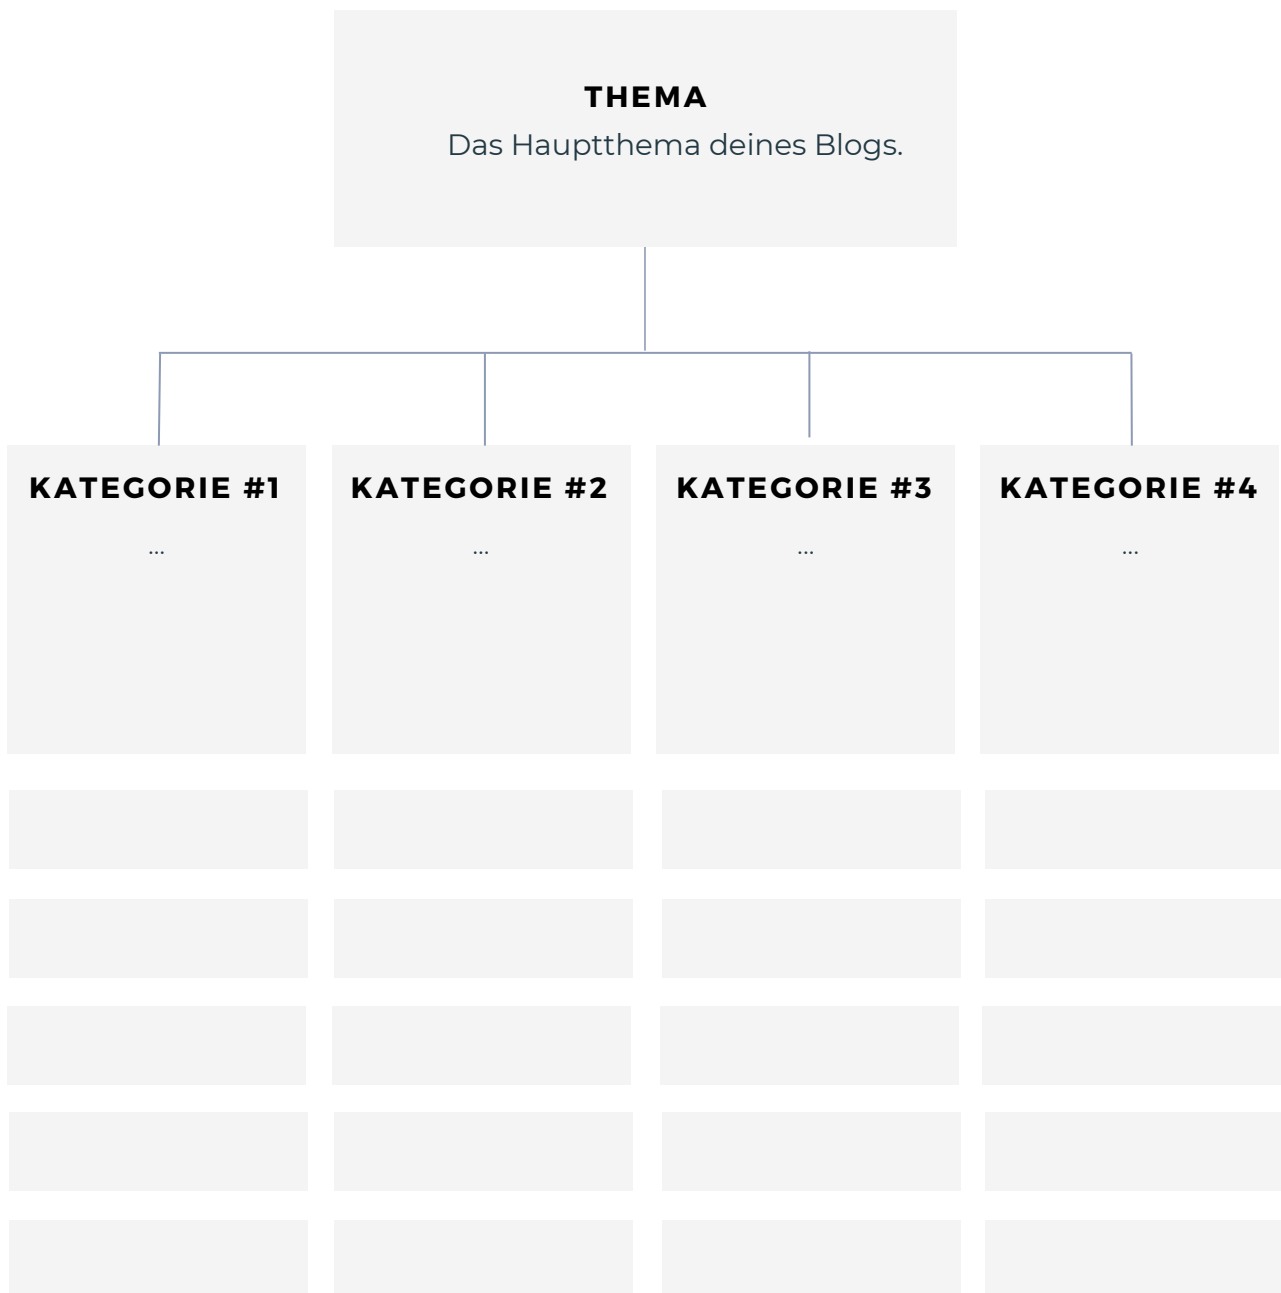 THEMA
Das Hauptthema deines Blogs.
KATEGORIE #1
...
KATEGORIE #2
...
KATEGORIE #3
...
KATEGORIE #4
...